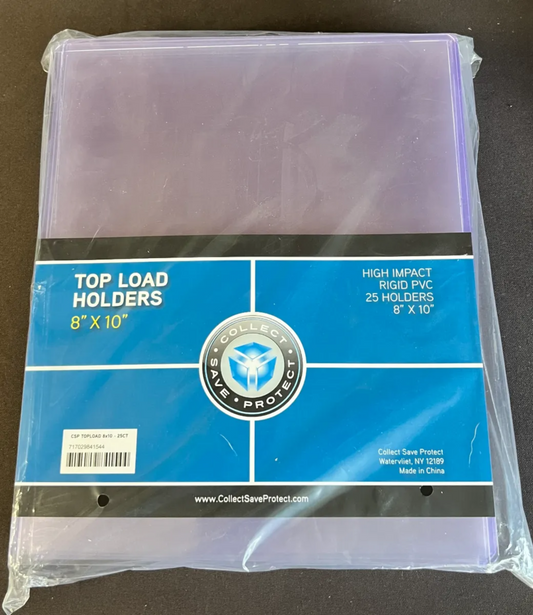 TOP LOAD
HOLDERS
8" X 10"
HIGH IMPACT
RIGID PVC
25 HOLDERS
8" X 10"
COLLECT • PROTECT • SAVE •
CSP TOPLOAD 8x10 - 25CT
717029841544
Collect Save Protect
Watervliet, NY 12189
Made in China
www.CollectSaveProtect.com